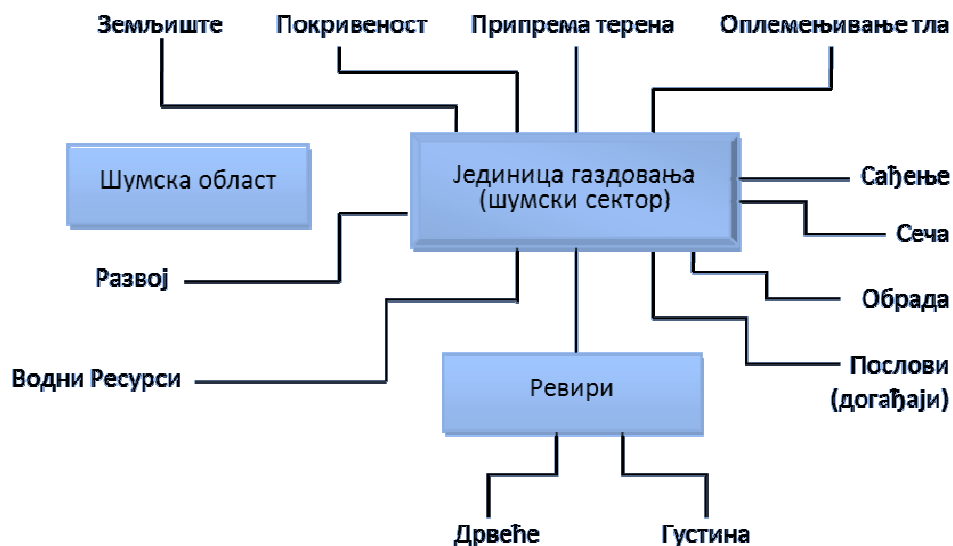 Земљиште
Покривеност
Припрема терена
Оплемењивање тла
Шумска област
Јединица газдовања
(шумски сектор)
Сађење
Сеча
Развој
Обрада
Водни Ресурси
Ревири
Послови
(догађаји)
Дрвеће
Густина